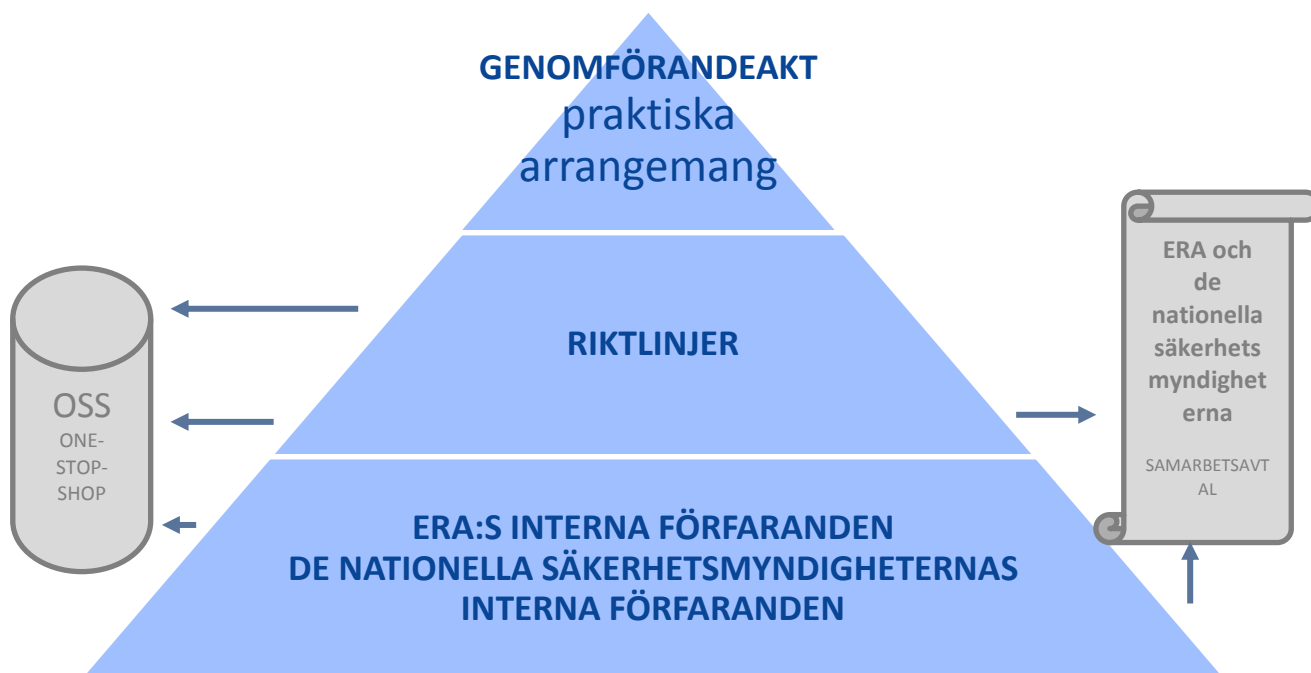 GENOMFÖRANDEAKT
praktiska
arrangemang
RIKTLINJER
ERA:S INTERNA FÖRFARANDEN
DE NATIONELLA SÄKERHETSMYNDIGHETERNAS
INTERNA FÖRFARANDEN
OSS
ONE-
STOP-
SHOP
ERA och
de
nationella
säkerhets
myndighet
erna
SAMARBETSAVT
AL